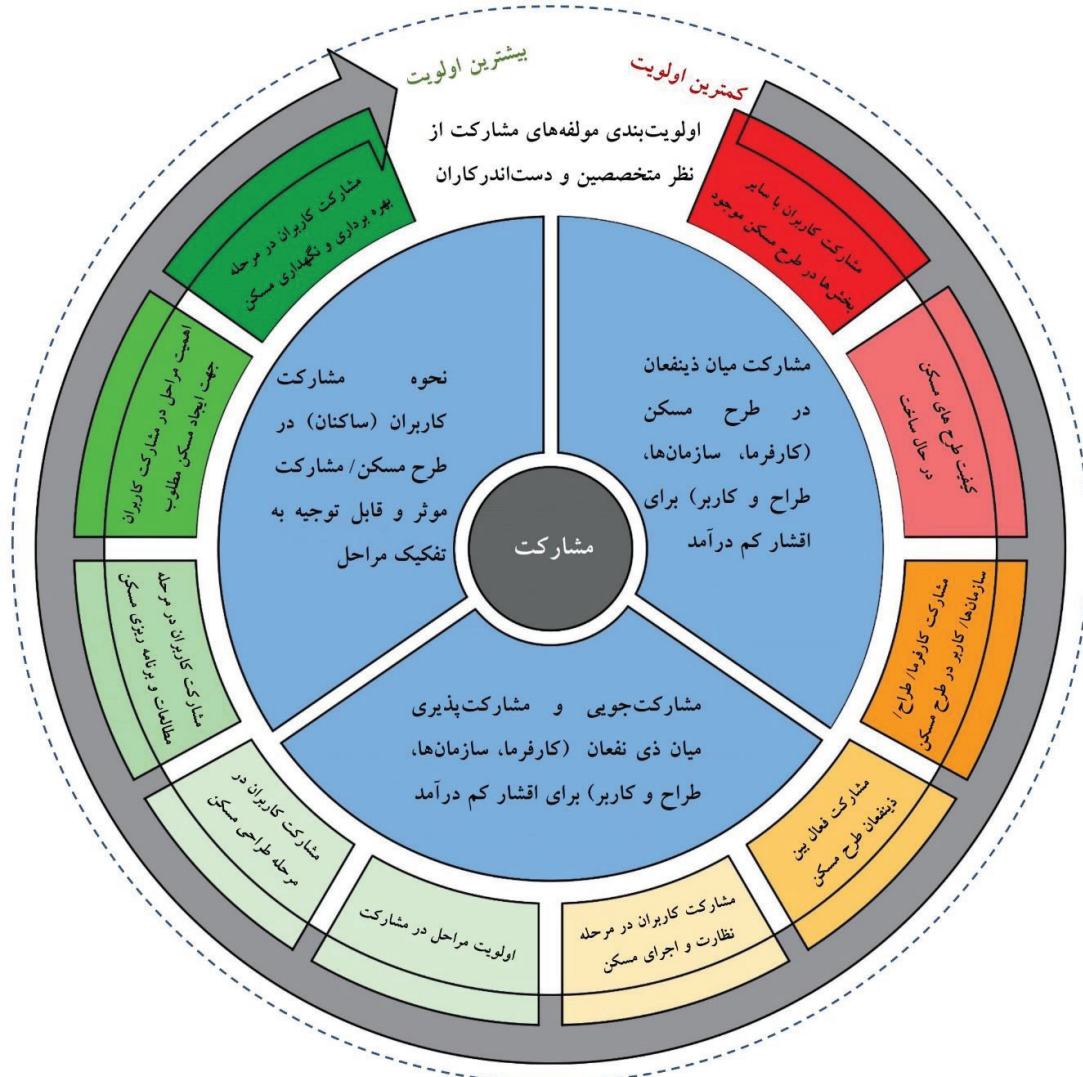 بیشترین اولویت
کمترین اولویت
اولویت‌بندی مولفه‌های مشارکت از
نظر متخصصین و دست‌اندرکاران
مشارکت کاربران با سایر
بخش‌ها در طرح مسکن موجود
کیفیت طرح های مسکن
در حال ساخت
مشارکت کارفرما/ طراح/
سازمان‌ها/ کاربر در طرح مسکن
مشارکت فعال بین
ذینفعان طرح مسکن
مشارکت کاربران در مرحله
نظارت و اجرای مسکن
اولویت مراحل در مشارکت
مشارکت کاربران در
مرحله طراحی مسکن
مشارکت کاربران در مرحله
مطالعات و برنامه ریزی مسکن
اهمیت مراحل در مشارکت کاربران
جهت ایجاد مسکن مطلوب
مشارکت کاربران در مرحله
بهره برداری و نگهداری مسکن
مشارکت میان ذینفعان
در طرح مسکن
(کارفرما، سازمان‌ها،
طراح و کاربر) برای
اقشار کم درآمد
نحوه مشارکت
کاربران (ساکنان) در
طرح مسکن/ مشارکت
موثر و قابل توجیه به
تفکیک مراحل
مشارکت
مشارکت‌جویی و مشارکت‌پذیری
میان ذی نفعان (کارفرما، سازمان‌ها،
طراح و کاربر) برای اقشار کم درآمد